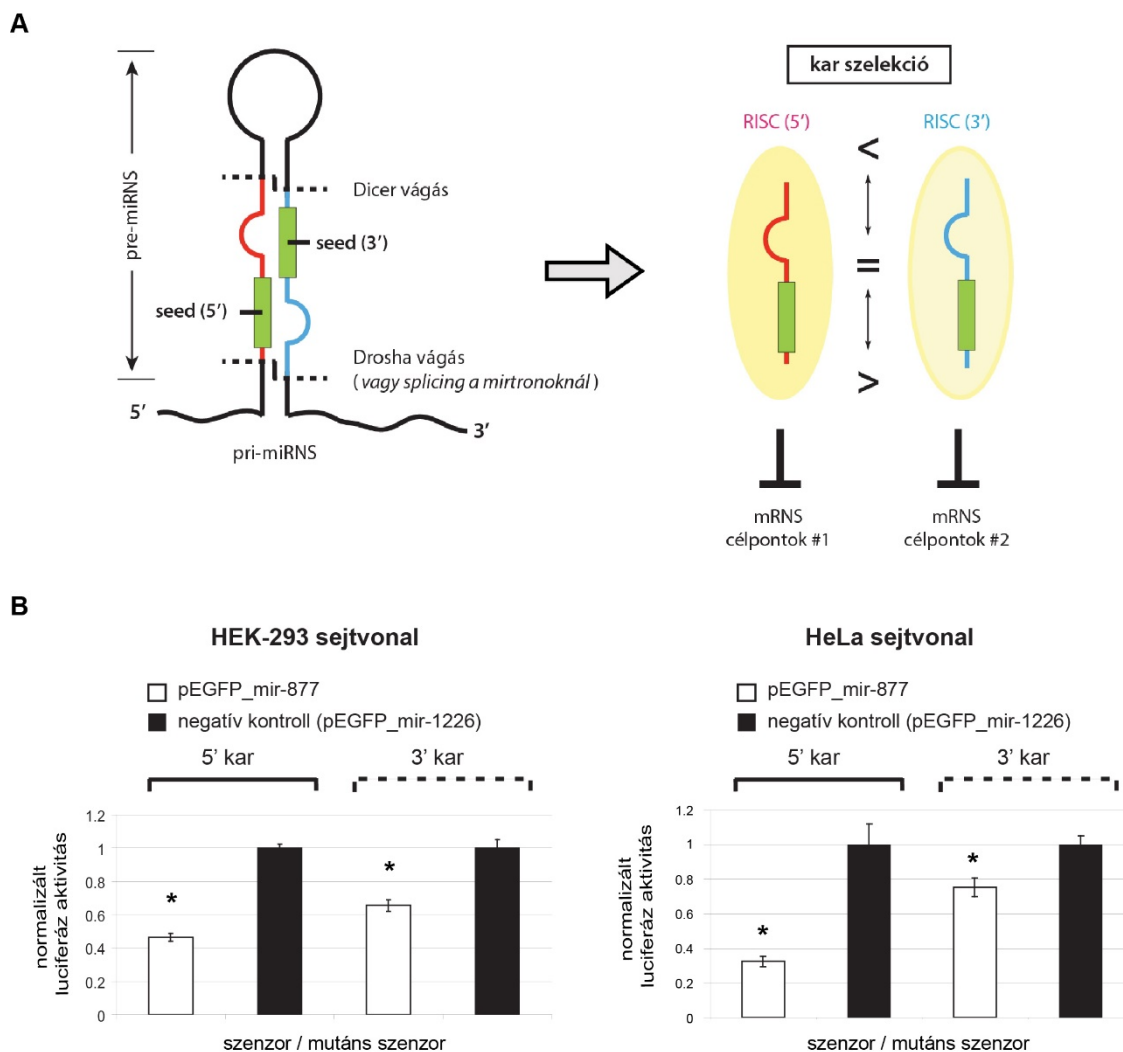 A
kar szelekció
RISC (5')
RISC (3')
<
=
>
pre-miRNS
Dicer vágás
seed (3')
seed (5')
Drosha vágás
(vagy splicing a mirtronoknál)
5'
3'
pri-miRNS
mRNS
célpontok #1
mRNS
célpontok #2
B
HEK-293 sejtvonal
pEGFP_mir-877
negatív kontroll (pEGFP_mir-1226)
5' kar
3' kar
normalizált
luciferáz aktivitás
1.2
1
0.8
0.6
0.4
0.2
0
*
*
szenzor / mutáns szenzor
HeLa sejtvonal
pEGFP_mir-877
negatív kontroll (pEGFP_mir-1226)
5' kar
3' kar
normalizált
luciferáz aktivitás
1.2
1
0.8
0.6
0.4
0.2
0
*
*
szenzor / mutáns szenzor